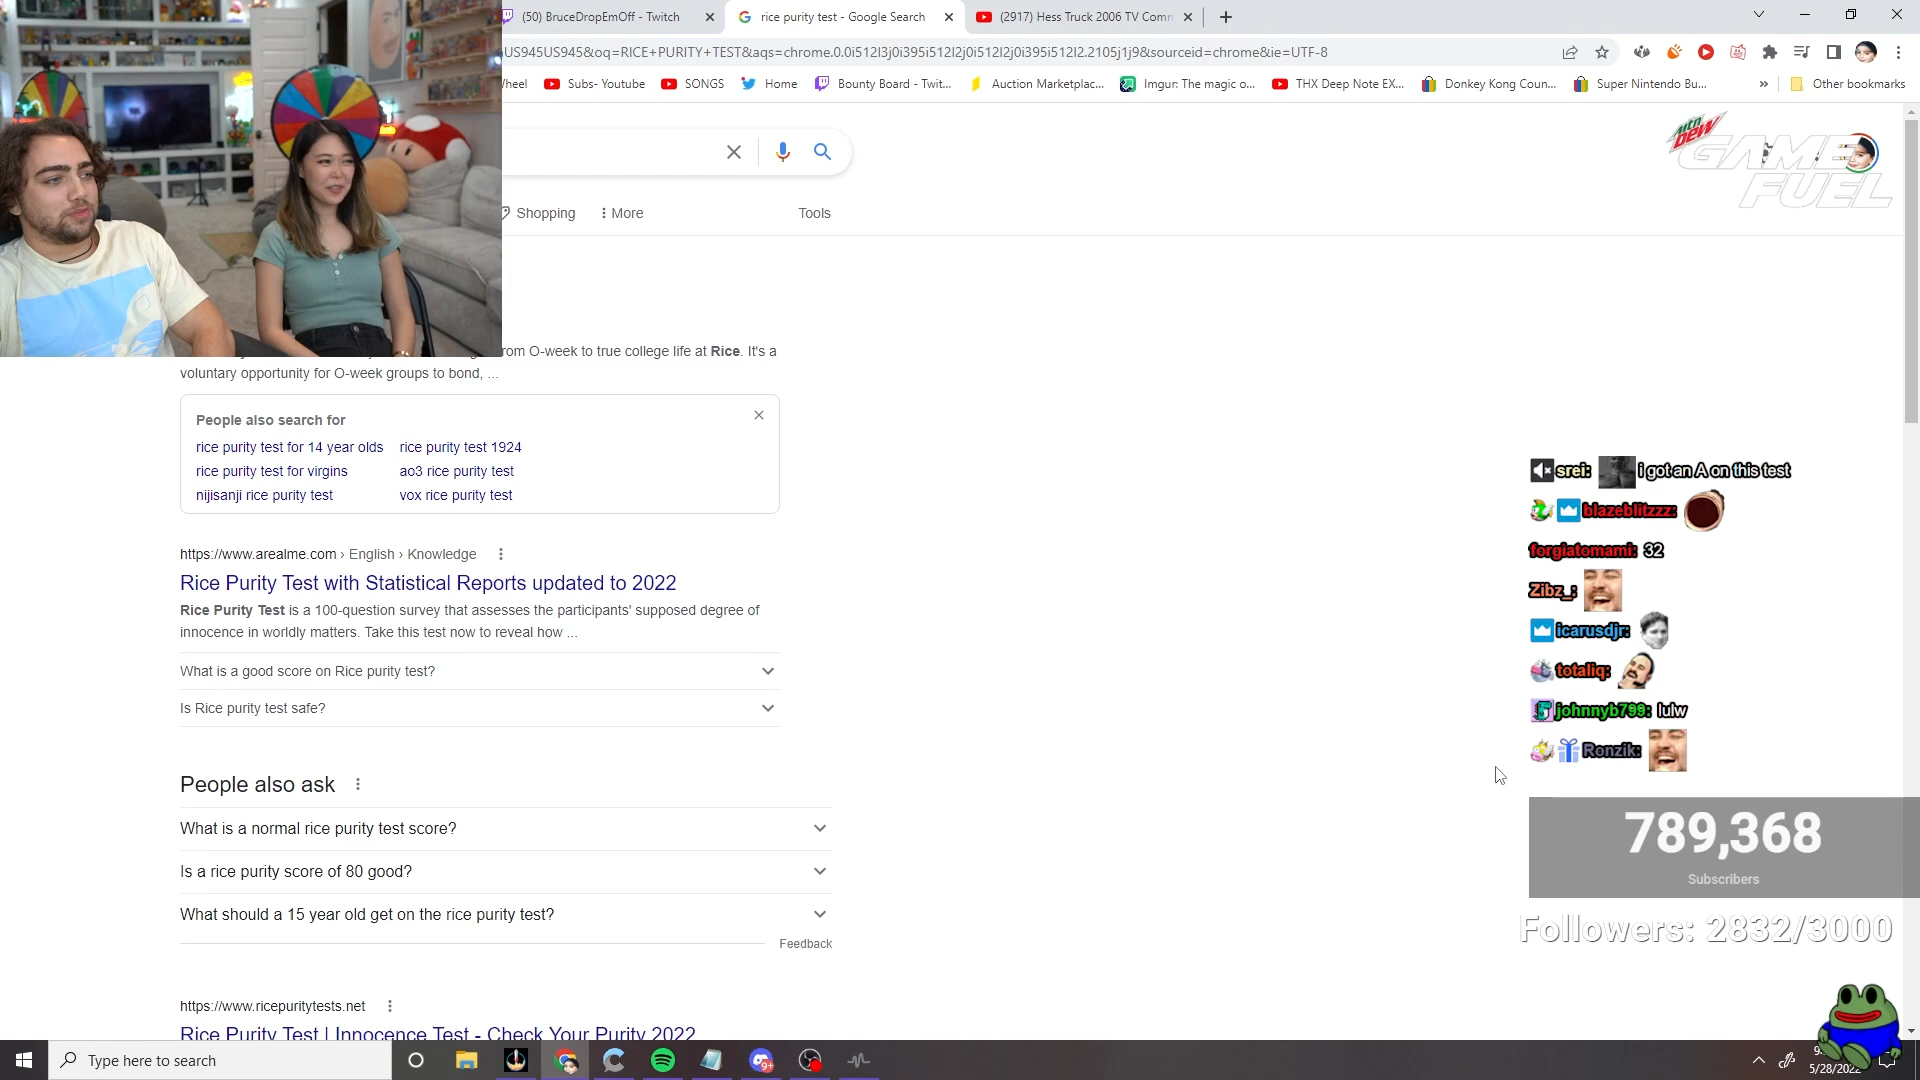 (50) BruceDropEmOff - Twitch
rice purity test - Google Search
(2917) Hess Truck 2006 TV Comm
US945US945&oq=RICE+PURITY+TEST&aqs=chrome.0.0i512l3j0i395i512l2j0i512l2j0i395i512l2.2105j1j9&sourceid=chrome&ie=UTF-8
Subs- Youtube
SONGS
Home
Bounty Board - Twit...
Auction Marketplac...
Imgur: The magic o...
THX Deep Note EX...
Donkey Kong Coun...
Super Nintendo Bu...
»
Other bookmarks
mtn DEW
GAME
FUEL
Shopping
More
Tools
from O-week to true college life at Rice. It's a
voluntary opportunity for O-week groups to bond, ...
People also search for
rice purity test for 14 year olds
rice purity test 1924
rice purity test for virgins
ao3 rice purity test
nijisanji rice purity test
vox rice purity test
https://www.arealme.com › English › Knowledge
Rice Purity Test with Statistical Reports updated to 2022
Rice Purity Test is a 100-question survey that assesses the participants' supposed degree of
innocence in worldly matters. Take this test now to reveal how ...
What is a good score on Rice purity test?
Is Rice purity test safe?
People also ask
What is a normal rice purity test score?
Is a rice purity score of 80 good?
What should a 15 year old get on the rice purity test?
Feedback
https://www.ricepuritytests.net
Rice Purity Test | Innocence Test - Check Your Purity 2022
srei: i got an A on this test
blazeblitzzz:
forgiatomami: 32
Zibz_:
icarusdjr:
totaliq:
johnnyb799: lulw
Ronzik:
789,368
Subscribers
Followers: 2832/3000
Type here to search
9+
5/28/2022